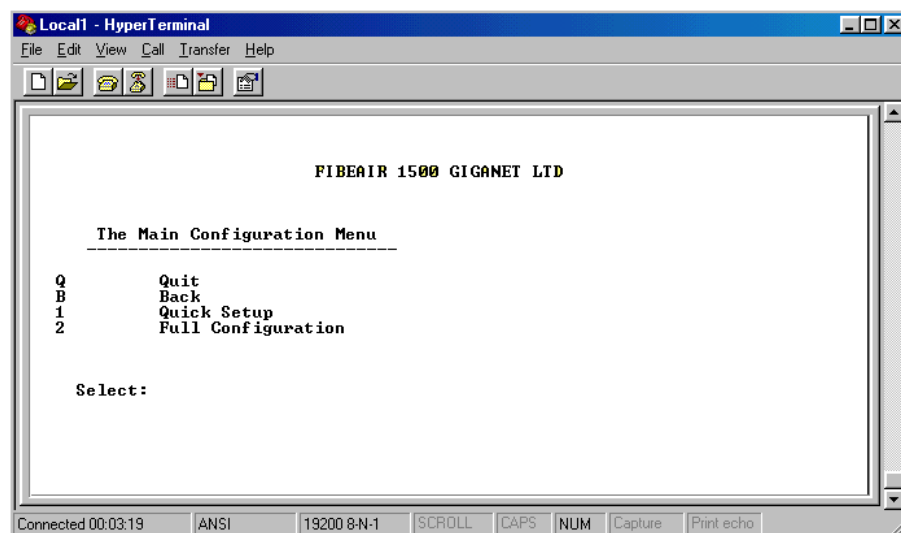 Local1 - HyperTerminal
File Edit View Call Transfer Help
FIBEAIR 1500 GIGANET LTD
The Main Configuration Menu
------------------------------
Q Quit
B Back
1 Quick Setup
2 Full Configuration
Select:
Connected 00:03:19 ANSI 19200 8-N-1 SCROLL CAPS NUM Capture Print echo